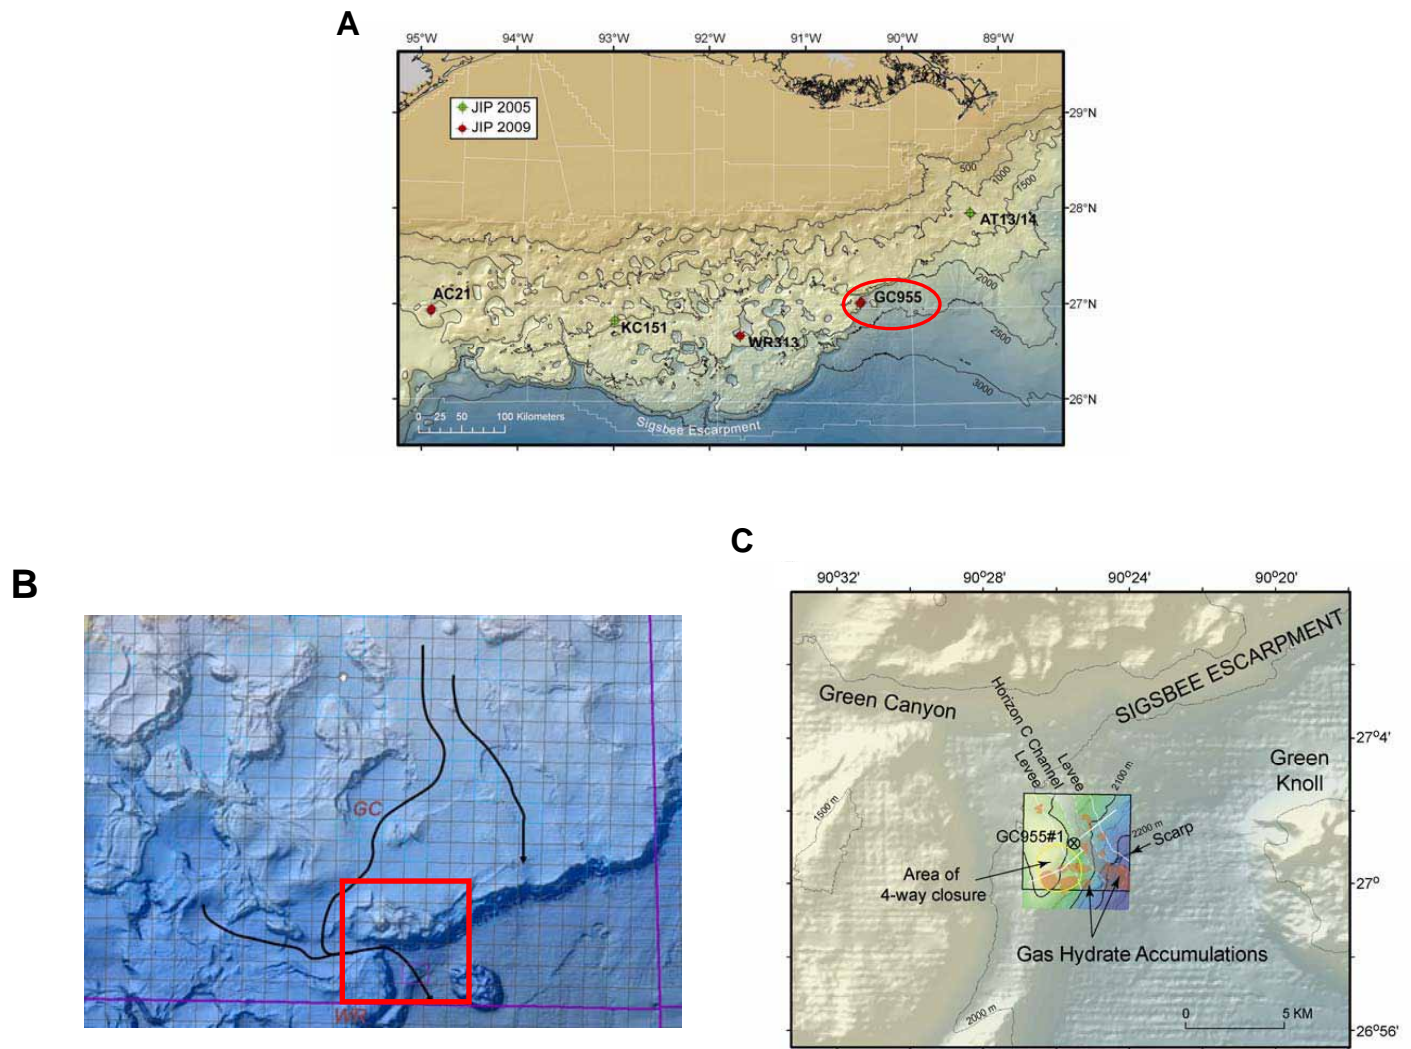 A
95°W 94°W 93°W 92°W 91°W 90°W 89°W
JIP 2005
JIP 2009
29°N
28°N
27°N
26°N
500
1000
1500
2000
2500
3000
AT13/14
AC21
GC955
KC151
WR313
0 25 50 100 Kilometers
Sigsbee Escarpment
B
GC
WR
C
90°32' 90°28' 90°24' 90°20'
Green Canyon
SIGSBEE ESCARPMENT
Horizon C Channel
Levee
Levee
2100 m
27°4'
Green
Knoll
1500 m
GC955#1
2200 m
Scarp
Area of
4-way closure
27°
Gas Hydrate Accumulations
2000 m
0 5 KM
26°56'